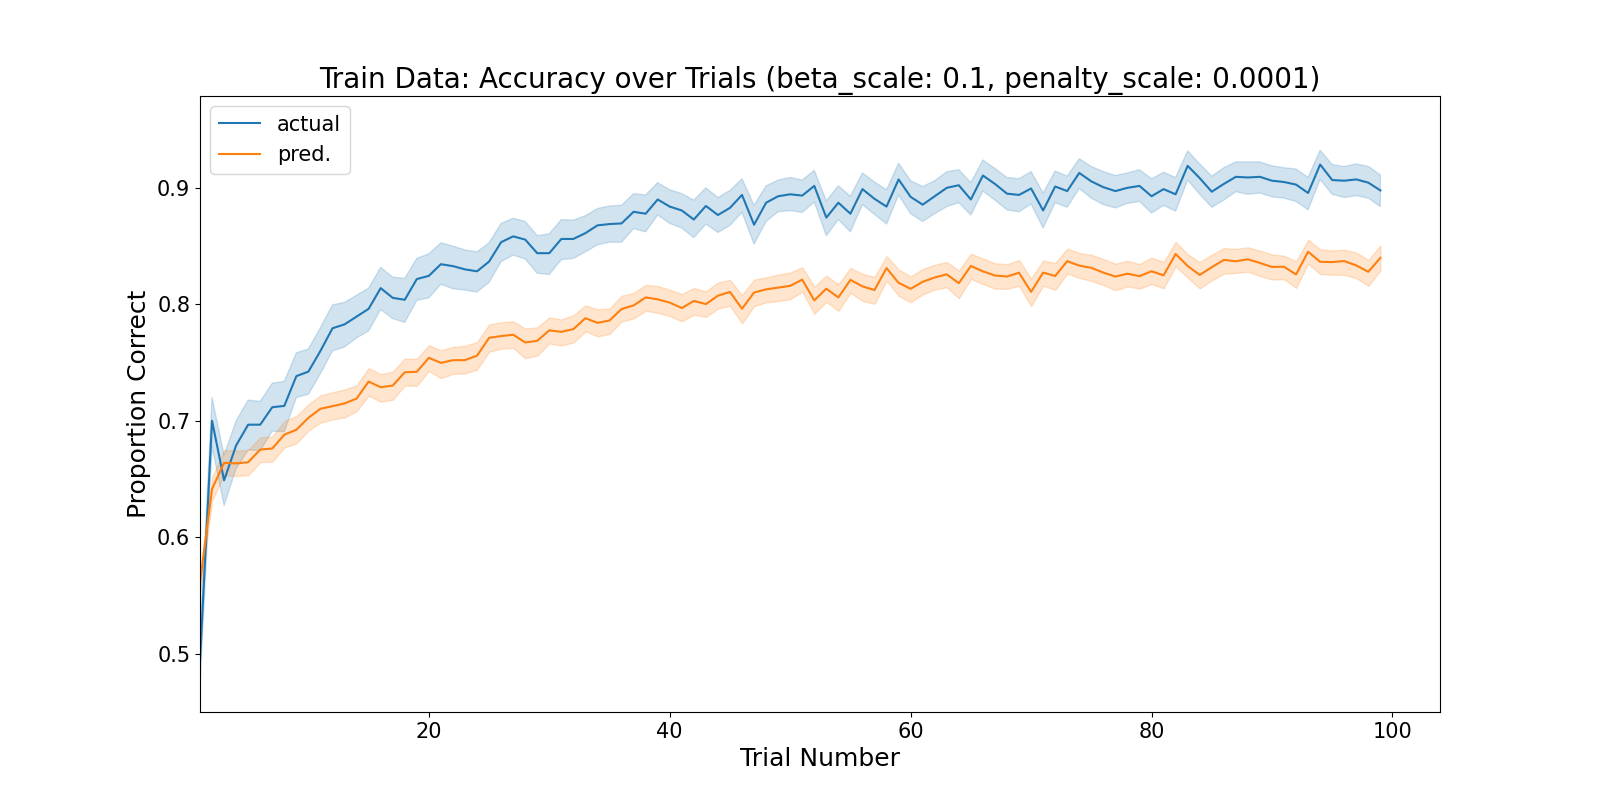 Train Data: Accuracy over Trials (beta_scale: 0.1, penalty_scale: 0.0001)
actual
pred.
Proportion Correct
0.9
0.8
0.7
0.6
0.5
20 40 60 80 100
Trial Number